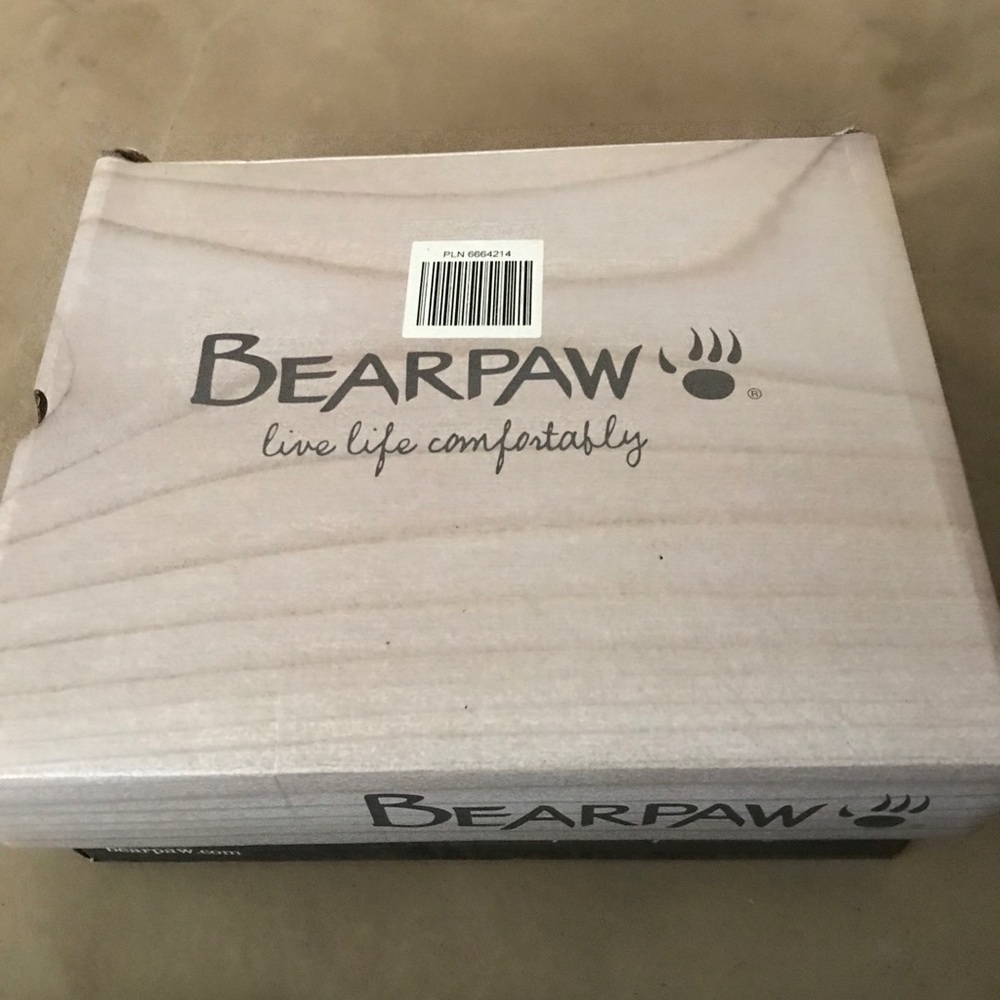 PLN 6664214
BEARPAW ®
live life comfortably
BEARPAW
bearpaw.com